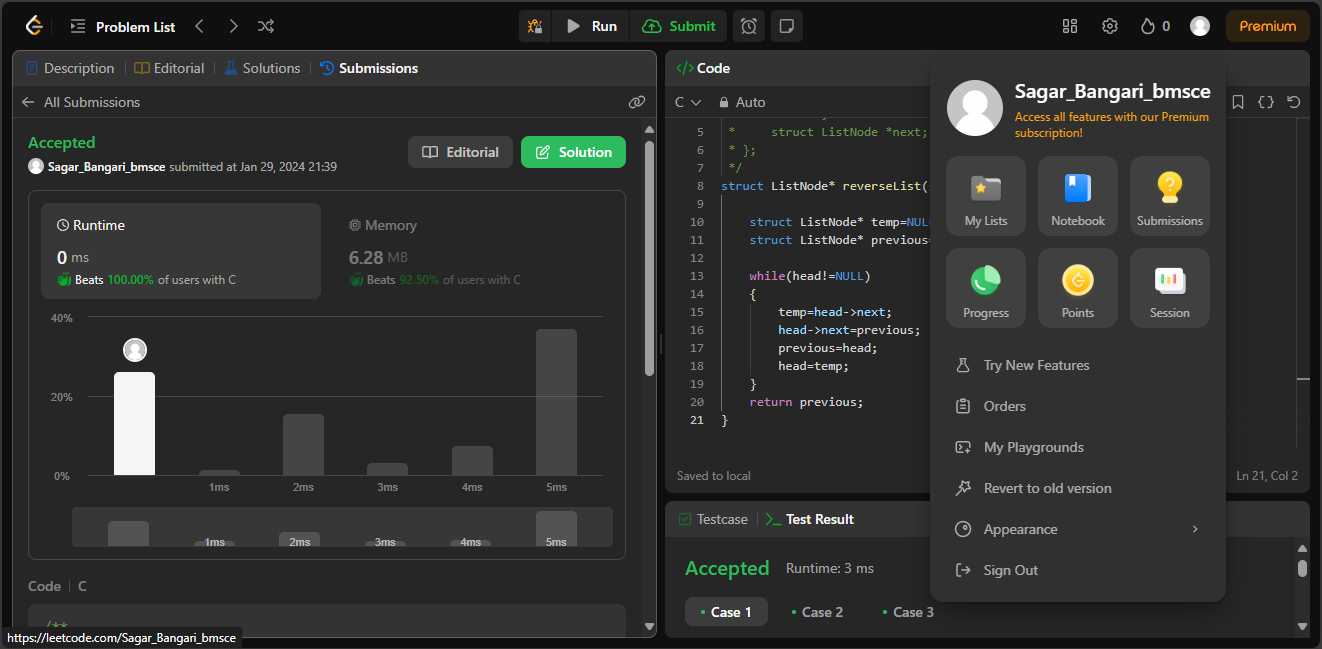 Problem List
Run
Submit
0
Premium
Description
Editorial
Solutions
Submissions
All Submissions
Accepted
Sagar_Bangari_bmsce submitted at Jan 29, 2024 21:39
Editorial
Solution
Runtime
0 ms
Beats 100.00% of users with C
Memory
6.28 MB
Beats 92.50% of users with C
40%
20%
0%
1ms
2ms
3ms
4ms
5ms
1ms
2ms
3ms
4ms
5ms
Code
C
/**
https://leetcode.com/Sagar_Bangari_bmsce
</> Code
C
Auto
5 * struct ListNode *next;
6 * };
7 */
8 struct ListNode* reverseList(
9
10 struct ListNode* temp=NUL
11 struct ListNode* previous=
12
13 while(head!=NULL)
14 {
15 temp=head->next;
16 head->next=previous;
17 previous=head;
18 head=temp;
19 }
20 return previous;
21 }
Saved to local
Ln 21, Col 2
Testcase
Test Result
Accepted
Runtime: 3 ms
Case 1
Case 2
Case 3
Sagar_Bangari_bmsce
Access all features with our Premium
subscription!
My Lists
Notebook
Submissions
Progress
Points
Session
Try New Features
Orders
My Playgrounds
Revert to old version
Appearance
Sign Out